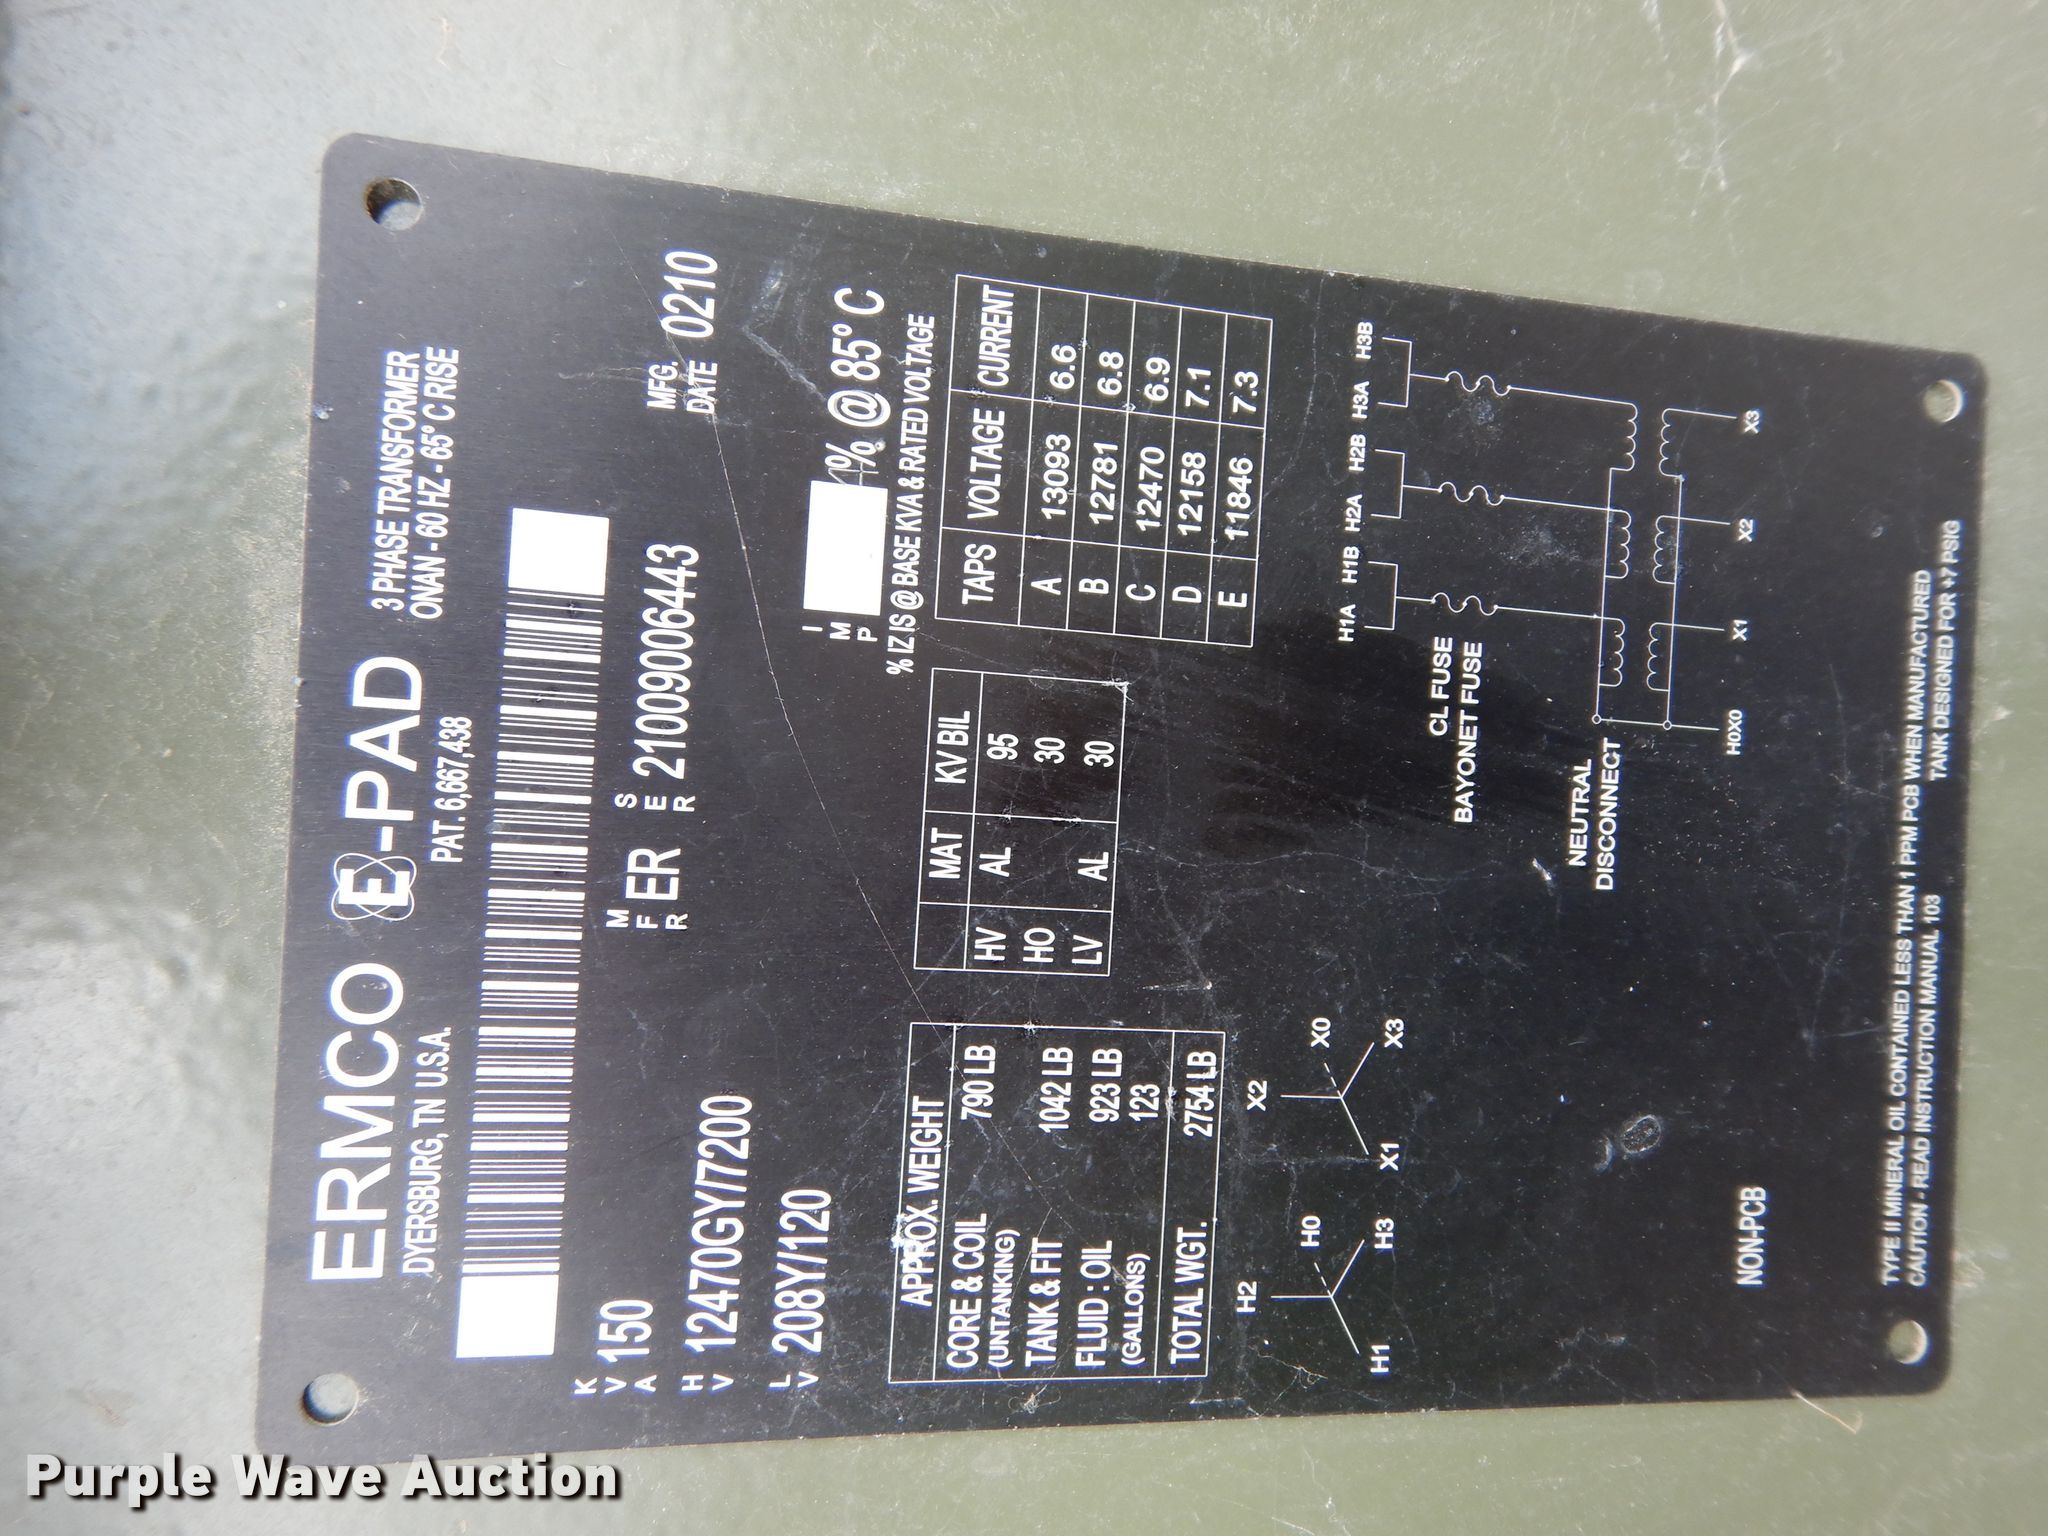 ERMCO E-PAD 3 PHASE TRANSFORMER
DYERSBURG, TN U.S.A. PAT. 6,667,438 ONAN - 60 HZ - 65° C RISE
KVA 150 MFR ER SER 21009006443 MFG. DATE 0210
HV 12470GY/7200
LV 208Y/120 IMP % @ 85° C
% IZ IS @ BASE KVA & RATED VOLTAGE
APPROX. WEIGHT
CORE & COIL 790 LB
(UNTANKING)
TANK & FIT 1042 LB
FLUID : OIL 923 LB
(GALLONS) 123
TOTAL WGT. 2754 LB
MAT KV BIL
HV AL 95
HO 30
LV AL 30
TAPS VOLTAGE CURRENT
A 13093 6.6
B 12781 6.8
C 12470 6.9
D 12158 7.1
E 11846 7.3
H2 X2
H0 X0
H1 H3 X1 X3
H1A H1B H2A H2B H3A H3B
CL FUSE
BAYONET FUSE
NEUTRAL
DISCONNECT
H0X0 X1 X2 X3
NON-PCB
TYPE II MINERAL OIL CONTAINED LESS THAN 1 PPM PCB WHEN MANUFACTURED
CAUTION - READ INSTRUCTION MANUAL 103 TANK DESIGNED FOR +7 PSIG
Purple Wave Auction